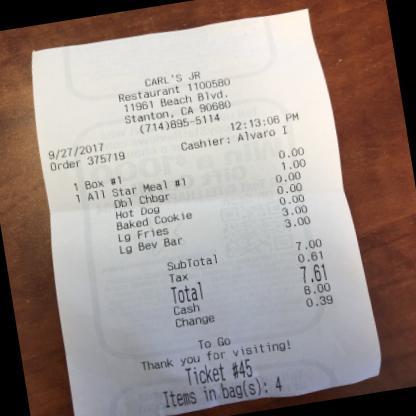 CARL'S JR
Restaurant 1100580
11961 Beach Blvd.
Stanton, CA 90680
(714)895-5114
9/27/2017 12:13:06 PM
Order 375719 Cashier: Alvaro I
1 Box #1 0.00
1 All Star Meal #1 1.00
Dbl Chbgr 0.00
Hot Dog 0.00
Baked Cookie 0.00
Lg Fries 3.00
Lg Bev Bar 3.00
SubTotal 7.00
Tax 0.61
Total 7.61
Cash 8.00
Change 0.39
To Go
Thank you for visiting!
Ticket #45
Items in bag(s): 4